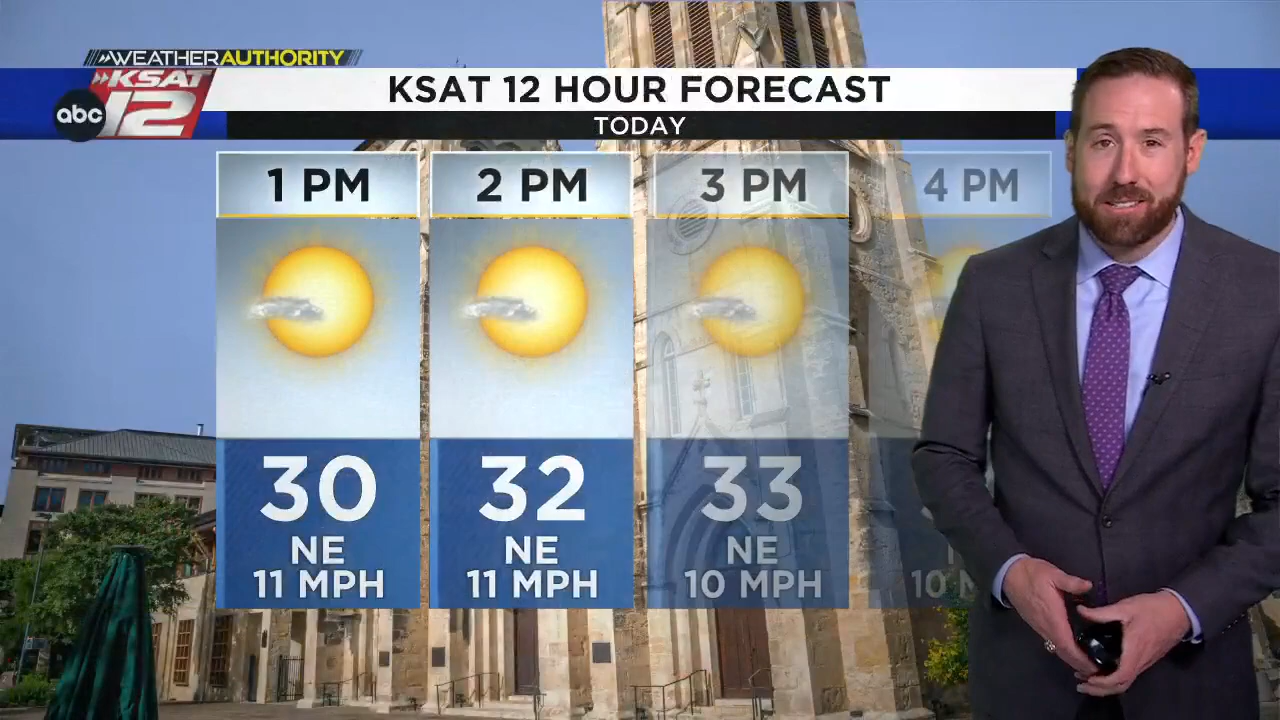 WEATHER AUTHORITY
KSAT
abc 12
KSAT 12 HOUR FORECAST
TODAY
1 PM
2 PM
3 PM
4 PM
30
32
33
NE
NE
NE
11 MPH
11 MPH
10 MPH
10